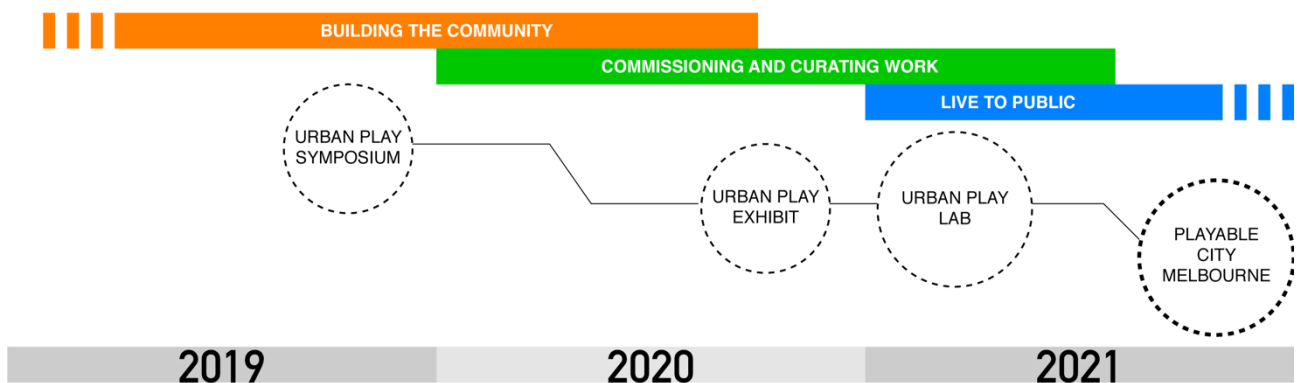 BUILDING THE COMMUNITY
COMMISSIONING AND CURATING WORK
LIVE TO PUBLIC
URBAN PLAY
SYMPOSIUM
URBAN PLAY
EXHIBIT
URBAN PLAY
LAB
PLAYABLE
CITY
MELBOURNE
2019
2020
2021